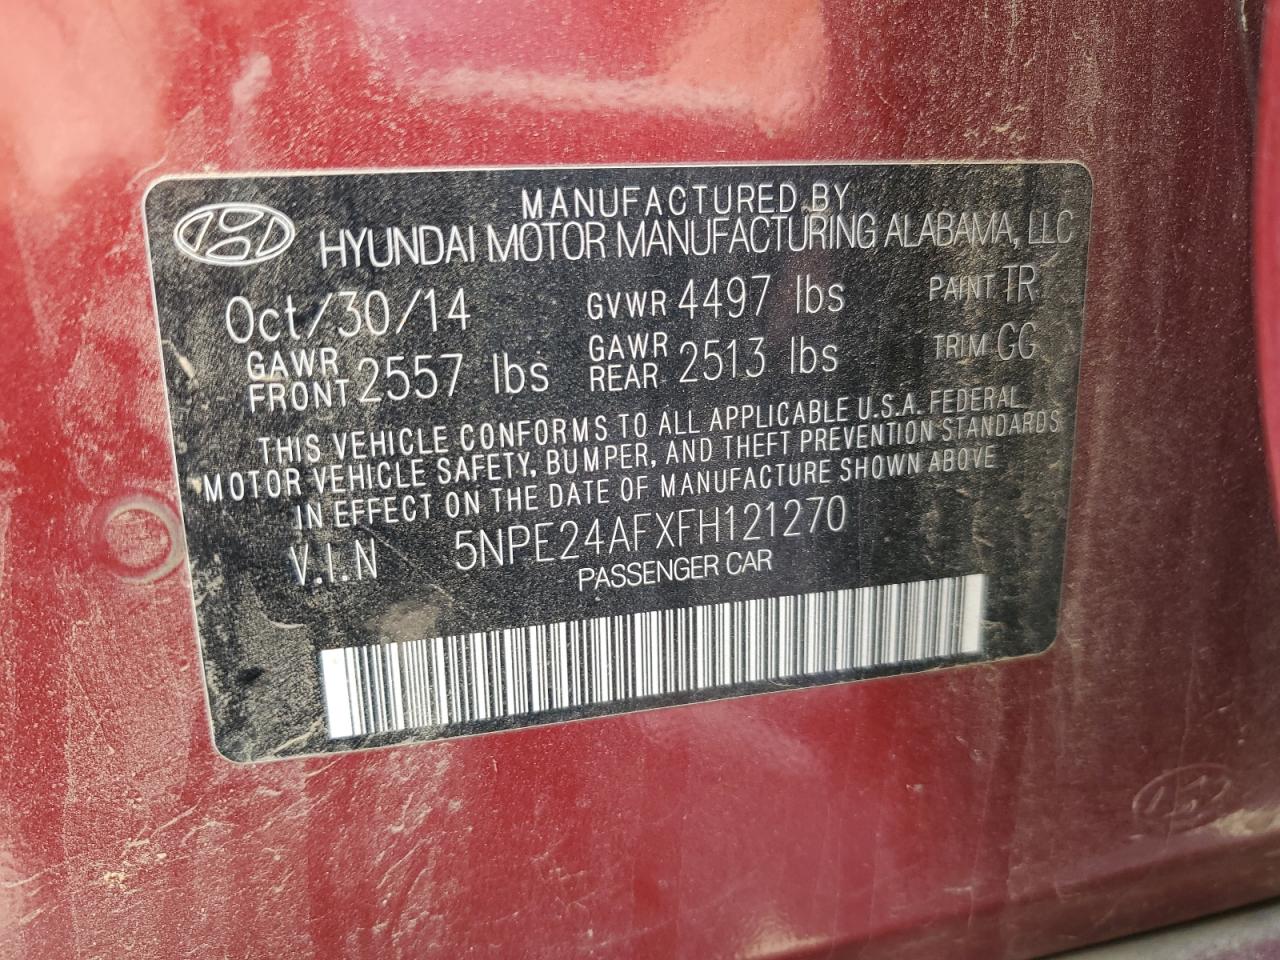 MANUFACTURED BY
HYUNDAI MOTOR MANUFACTURING ALABAMA, LLC
Oct/30/14 GVWR 4497 lbs PAINT TR
GAWR FRONT 2557 lbs GAWR REAR 2513 lbs TRIM GG
THIS VEHICLE CONFORMS TO ALL APPLICABLE U.S.A. FEDERAL
MOTOR VEHICLE SAFETY, BUMPER, AND THEFT PREVENTION STANDARDS
IN EFFECT ON THE DATE OF MANUFACTURE SHOWN ABOVE
V.I.N 5NPE24AFXFH121270
PASSENGER CAR